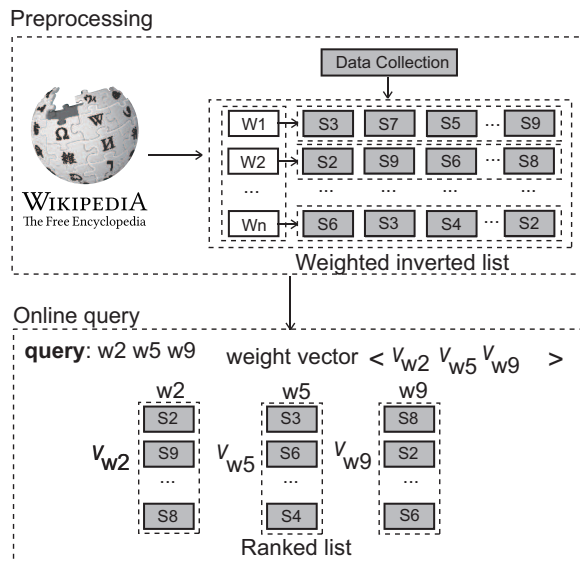 Preprocessing
Data Collection
W1 S3 S7 S5 ... S9
W2 S2 S9 S6 ... S8
... ... ... ... ...
Wn S6 S3 S4 ... S2
WIKIPEDIA
The Free Encyclopedia
Weighted inverted list
Online query
query: w2 w5 w9 weight vector < Vw2 Vw5 Vw9 >
w2 w5 w9
S2 S3 S8
Vw2 S9 Vw5 S6 Vw9 S2
... ... ...
S8 S4 S6
Ranked list